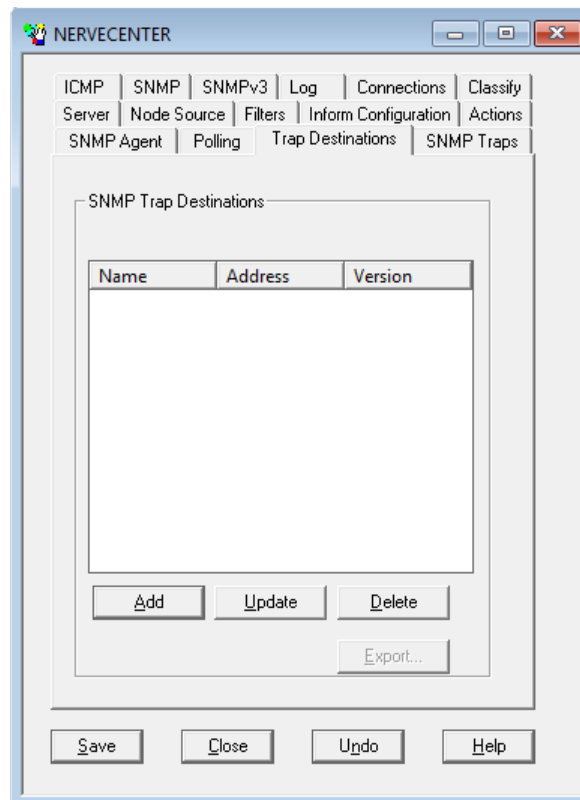 NERVECENTER
ICMP SNMP SNMPv3 Log Connections Classify
Server Node Source Filters Inform Configuration Actions
SNMP Agent Polling Trap Destinations SNMP Traps
SNMP Trap Destinations
Name Address Version
Add Update Delete
Export...
Save Close Undo Help